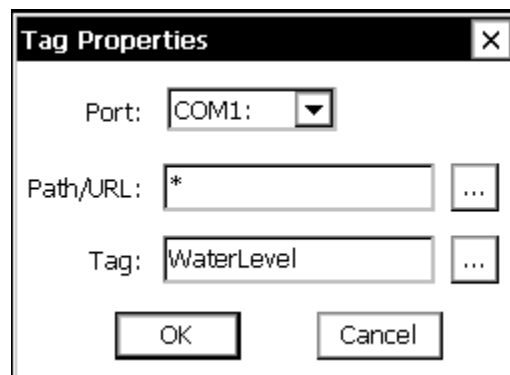 Tag Properties
Port: COM1:
Path/URL: * ...
Tag: WaterLevel ...
OK Cancel